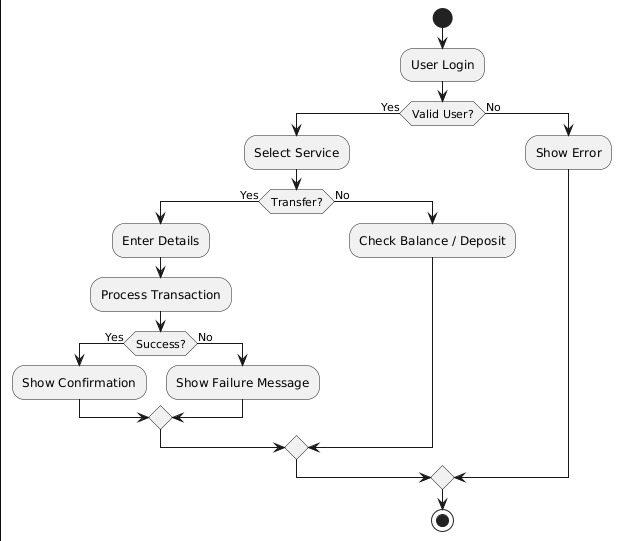 User Login
Yes
Valid User?
No
Select Service
Show Error
Yes
Transfer?
No
Enter Details
Check Balance / Deposit
Process Transaction
Yes
Success?
No
Show Confirmation
Show Failure Message